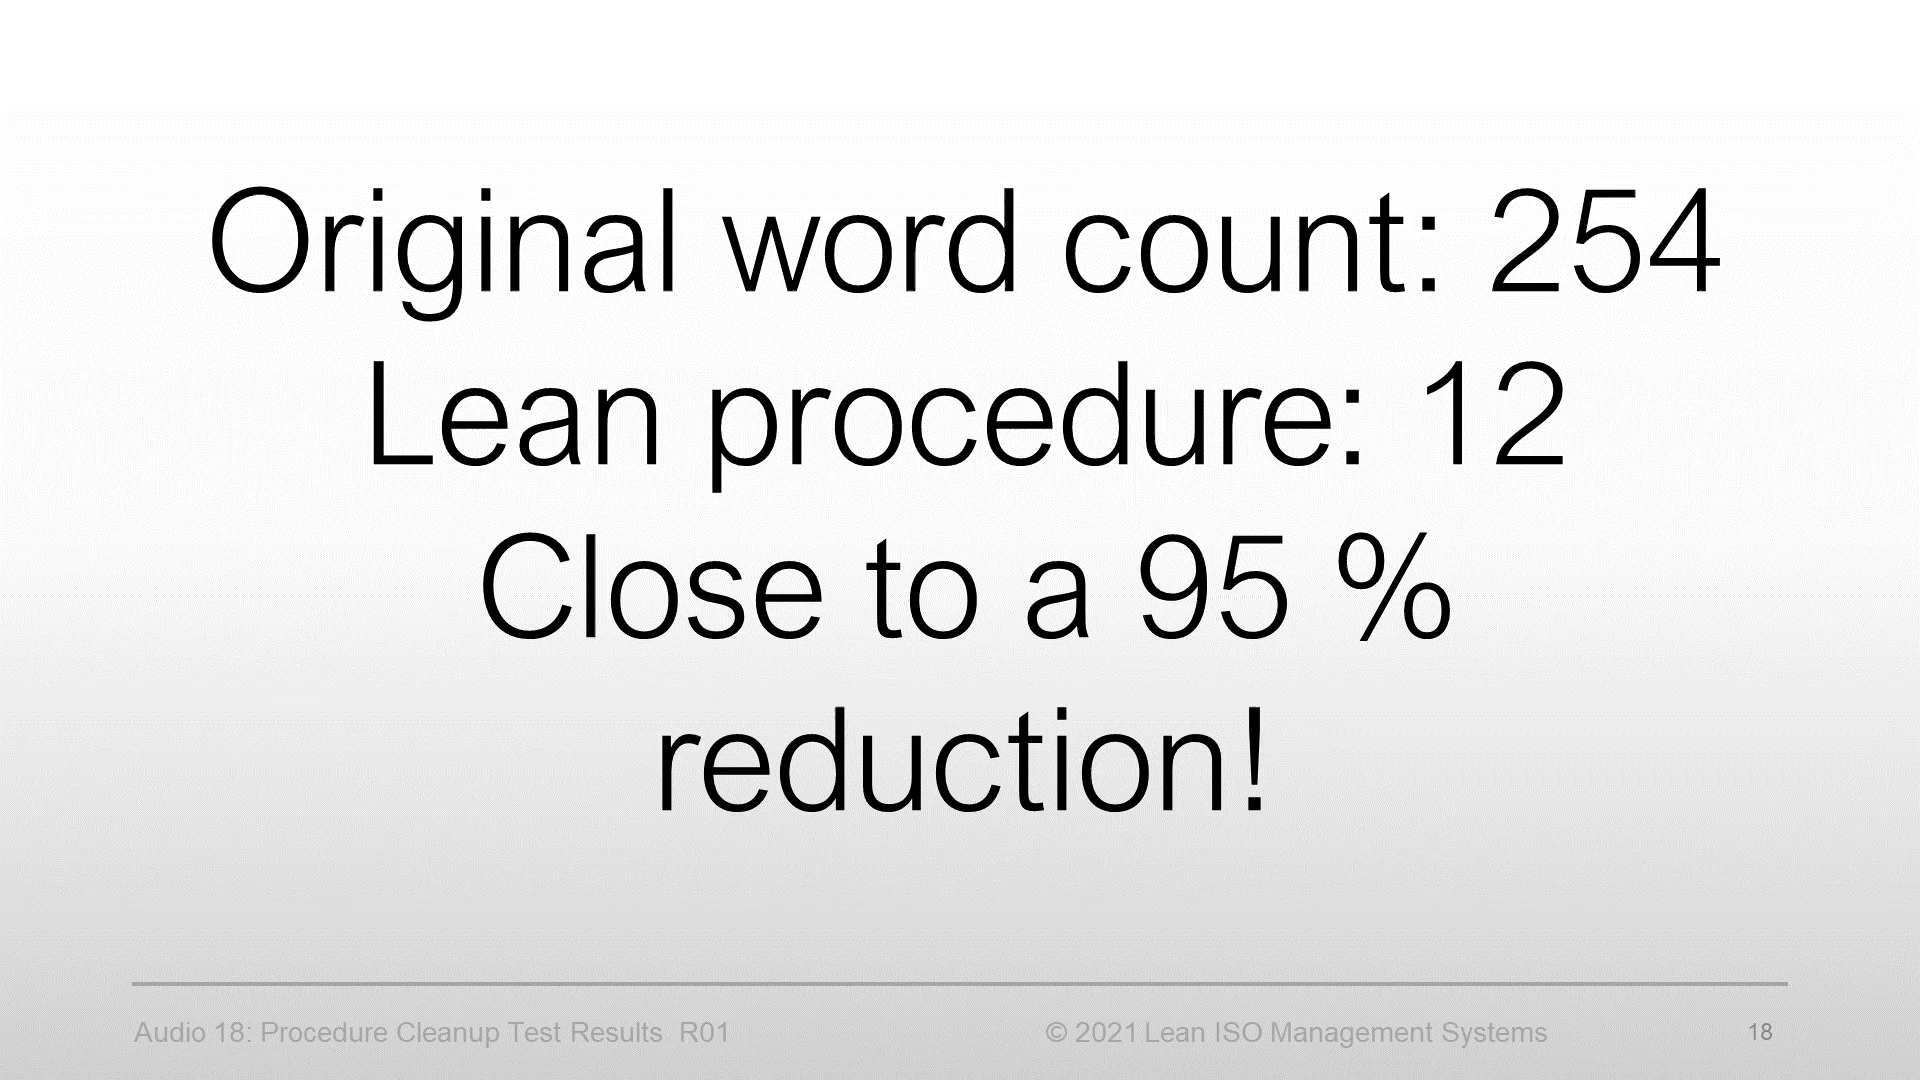 Original word count: 254
Lean procedure: 12
Close to a 95 %
reduction!
Audio 18: Procedure Cleanup Test Results  R01
© 2021 Lean ISO Management Systems
18